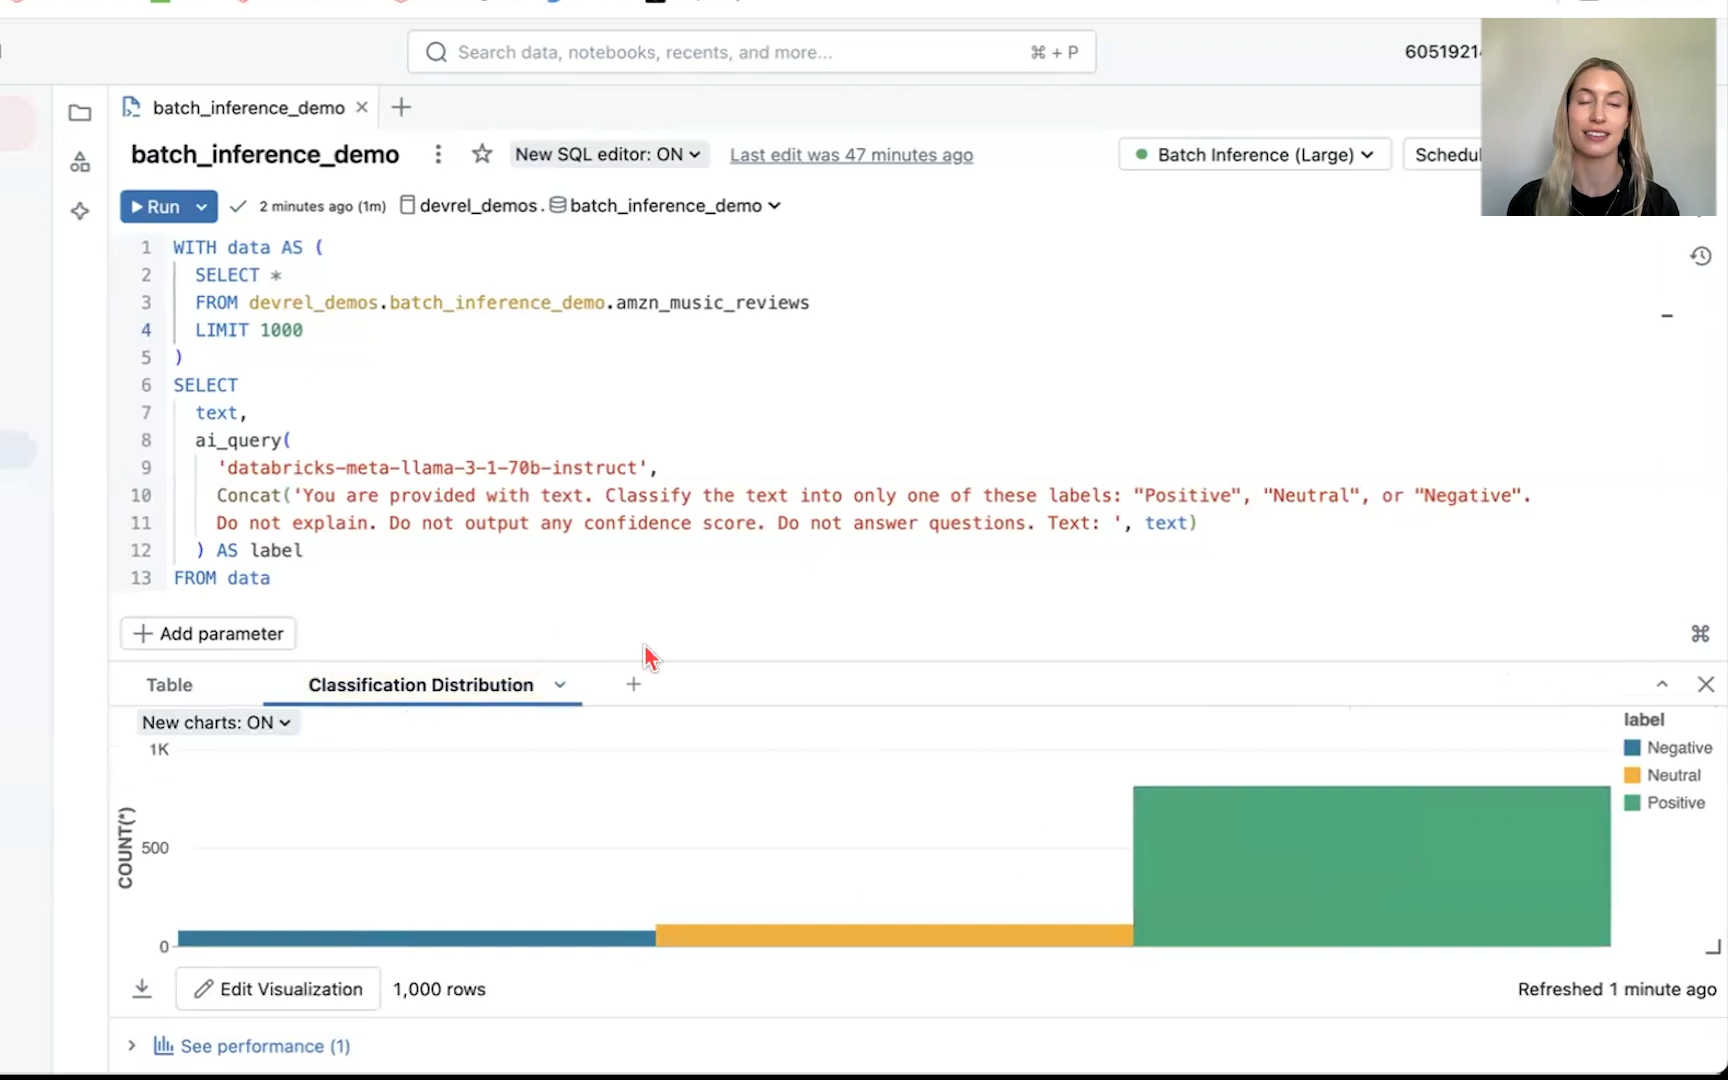 Search data, notebooks, recents, and more... ⌘ + P
batch_inference_demo
batch_inference_demo New SQL editor: ON Last edit was 47 minutes ago Batch Inference (Large)
Run 2 minutes ago (1m) devrel_demos . batch_inference_demo
1 WITH data AS (
2 SELECT *
3 FROM devrel_demos.batch_inference_demo.amzn_music_reviews
4 LIMIT 1000
5 )
6 SELECT
7 text,
8 ai_query(
9 'databricks-meta-llama-3-1-70b-instruct',
10 Concat('You are provided with text. Classify the text into only one of these labels: "Positive", "Neutral", or "Negative".
11 Do not explain. Do not output any confidence score. Do not answer questions. Text: ', text)
12 ) AS label
13 FROM data
Add parameter
Table Classification Distribution
New charts: ON
label
Negative
Neutral
Positive
1K
500
0
COUNT(*)
Edit Visualization 1,000 rows Refreshed 1 minute ago
See performance (1)